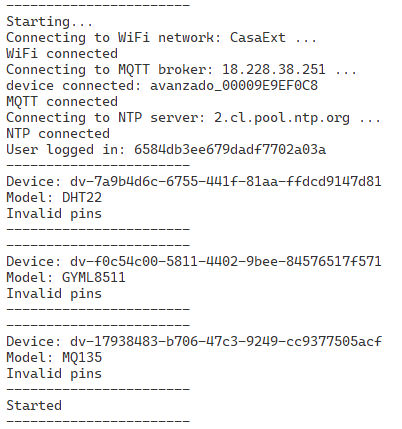 -----------------------
Starting...
Connecting to WiFi network: CasaExt ...
WiFi connected
Connecting to MQTT broker: 18.228.38.251 ...
device connected: avanzado_00009E9EF0C8
MQTT connected
Connecting to NTP server: 2.cl.pool.ntp.org ...
NTP connected
User logged in: 6584db3ee679dadf7702a03a
-----------------------
Device: dv-7a9b4d6c-6755-441f-81aa-ffdcd9147d81
Model: DHT22
Invalid pins
-----------------------
-----------------------
Device: dv-f0c54c00-5811-4402-9bee-84576517f571
Model: GYML8511
Invalid pins
-----------------------
-----------------------
Device: dv-17938483-b706-47c3-9249-cc9377505acf
Model: MQ135
Invalid pins
-----------------------
Started
-----------------------